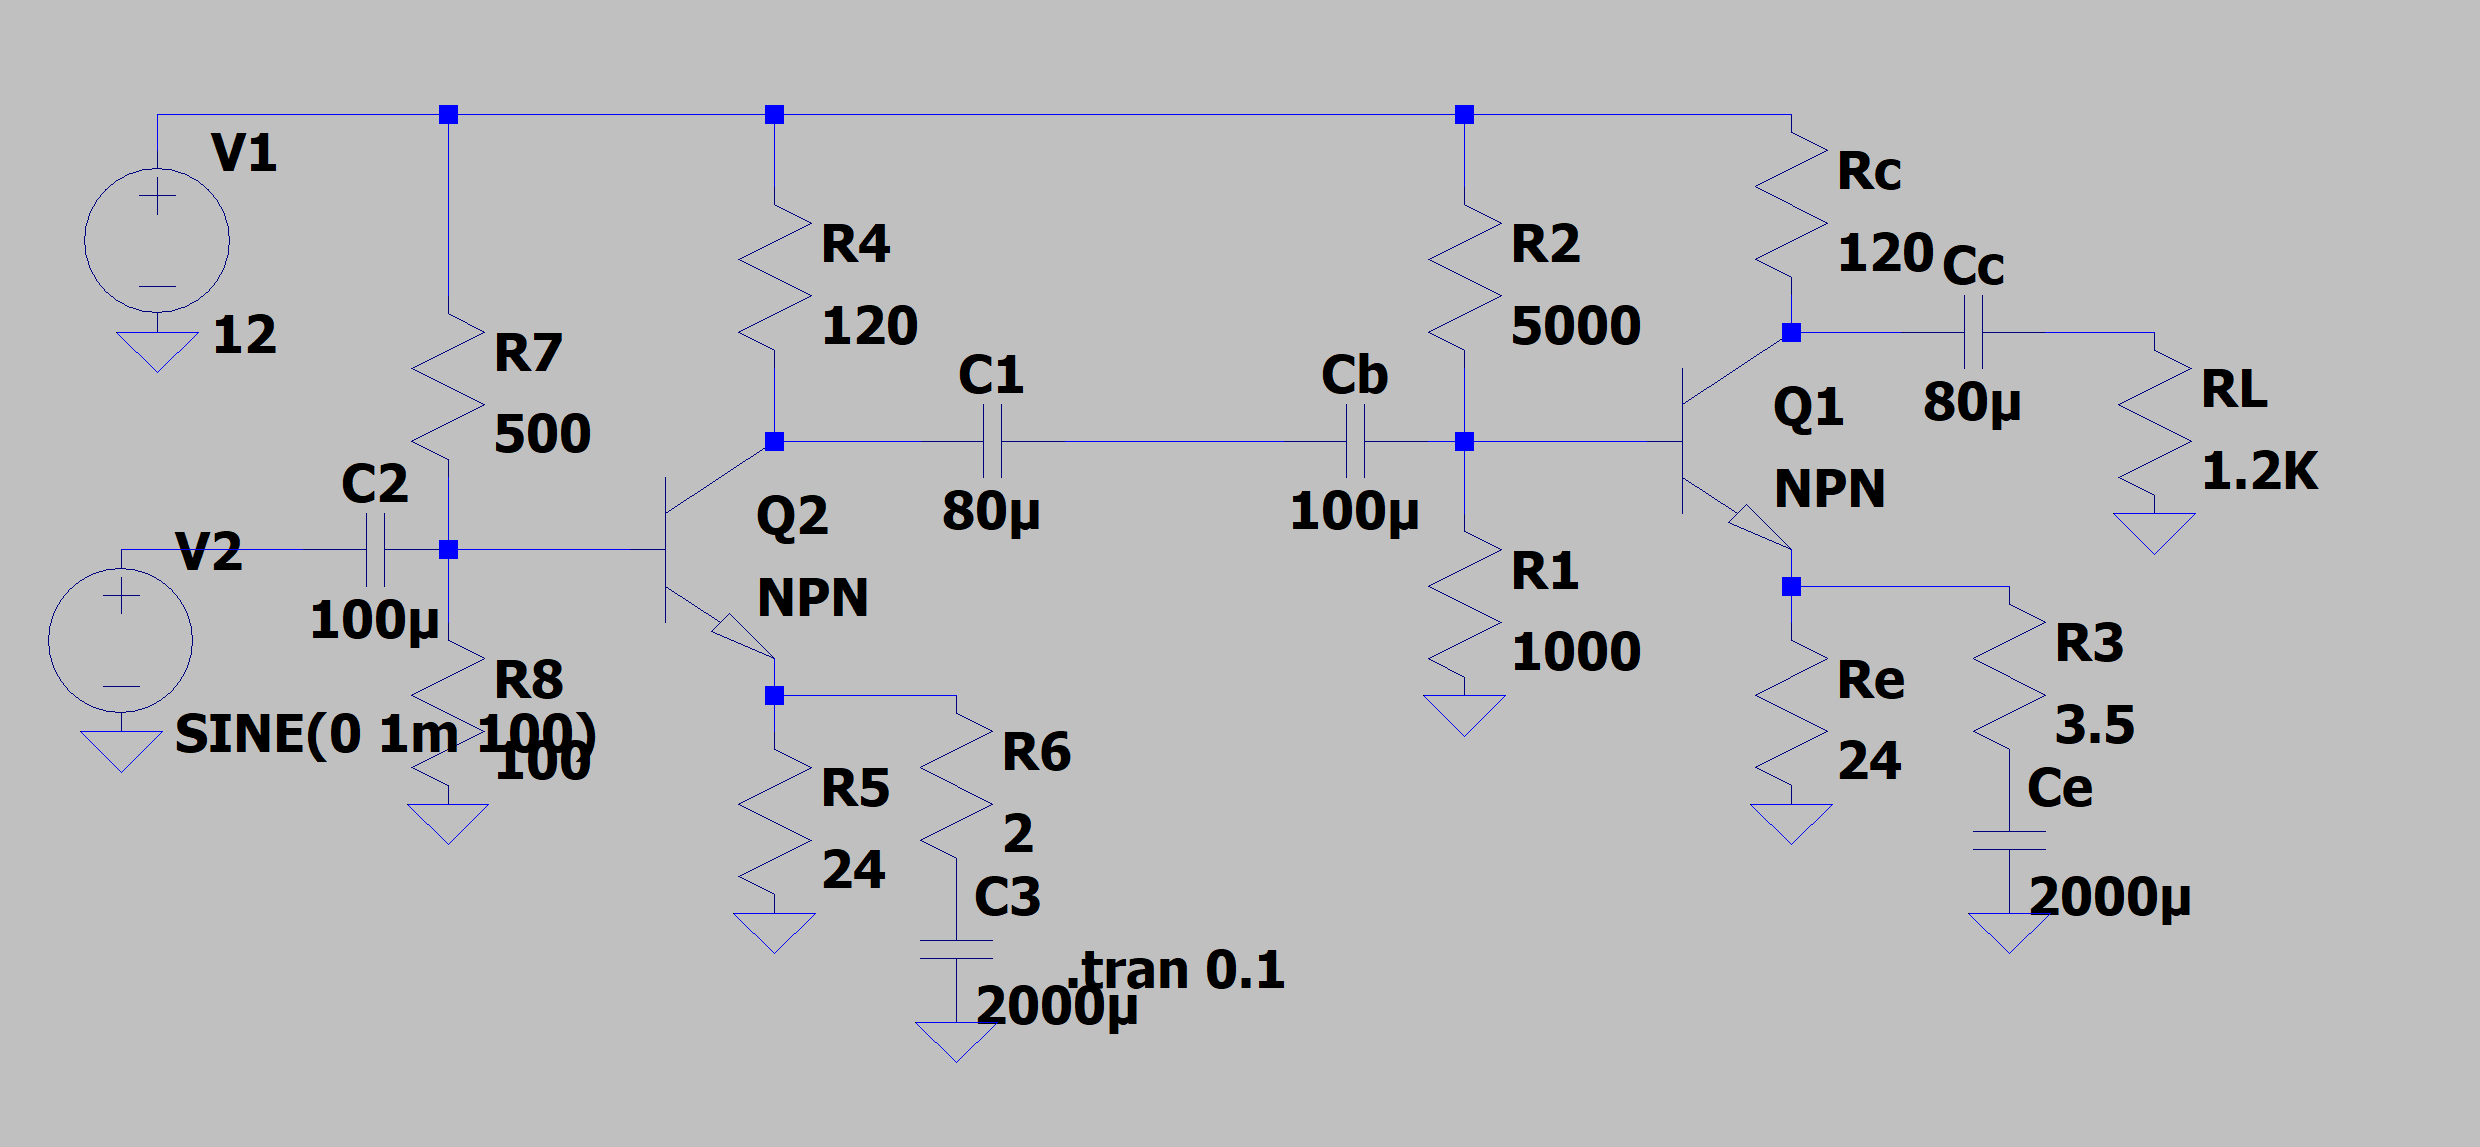 V1
12
R7
500
C2
100µ
V2
SINE(0 1m 100)
R8
100
R4
120
Q2
NPN
R5
24
R6
2
C3
2000µ
.tran 0.1
C1
80µ
Cb
100µ
R2
5000
R1
1000
Rc
120
Cc
80µ
Q1
NPN
RL
1.2K
Re
24
R3
3.5
Ce
2000µ